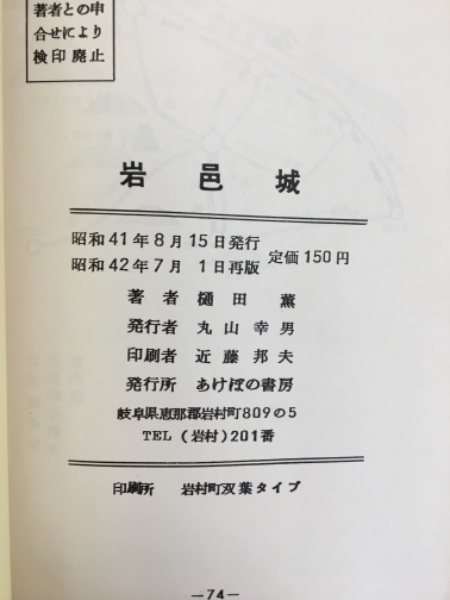 著者との申
合せにより
検印廃止
岩邑城
昭和41年8月15日発行
昭和42年7月 1日再版
定価150円
著者 樋田薫
発行者 丸山幸男
印刷者 近藤邦夫
発行所 あけぼの書房
岐阜県恵那郡岩村町809の5
TEL (岩村) 201番
印刷所 岩村町双葉タイプ
—74—